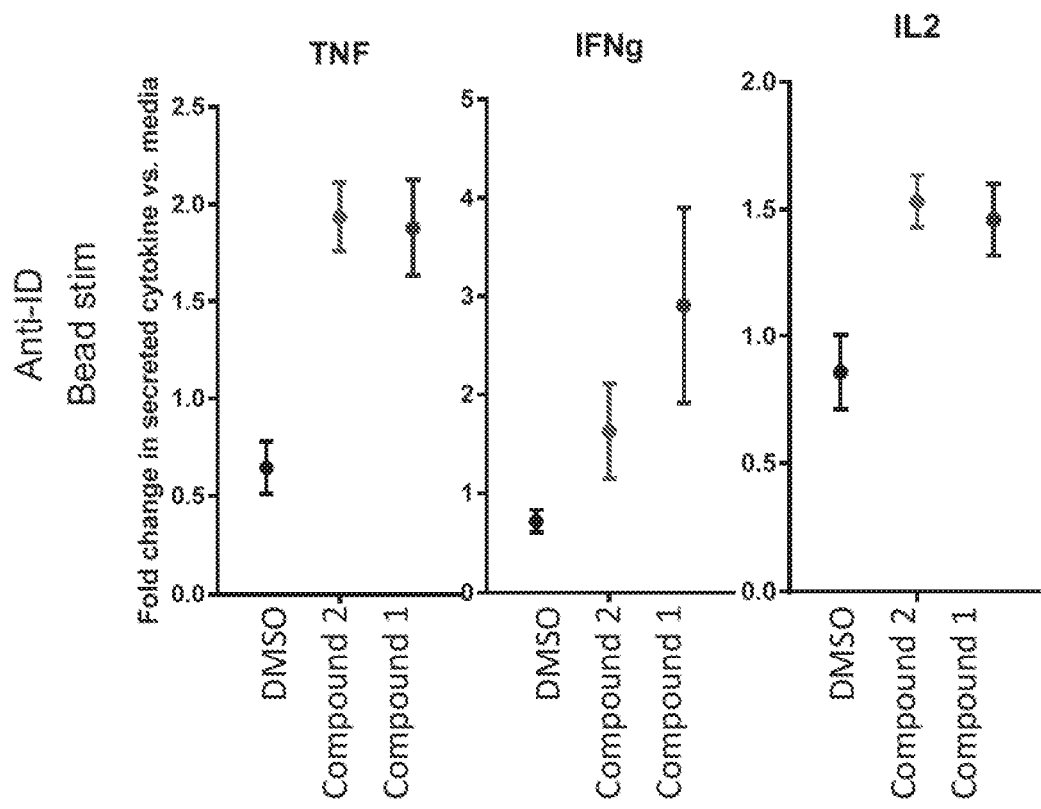 TNF
IFNg
IL2
Anti-ID
Bead stim
Fold change in secreted cytokine vs. media
2.5
2.0
1.5
1.0
0.5
0.0
DMSO
Compound 2
Compound 1
5
4
3
2
1
0
DMSO
Compound 2
Compound 1
2.0
1.5
1.0
0.5
0.0
DMSO
Compound 2
Compound 1